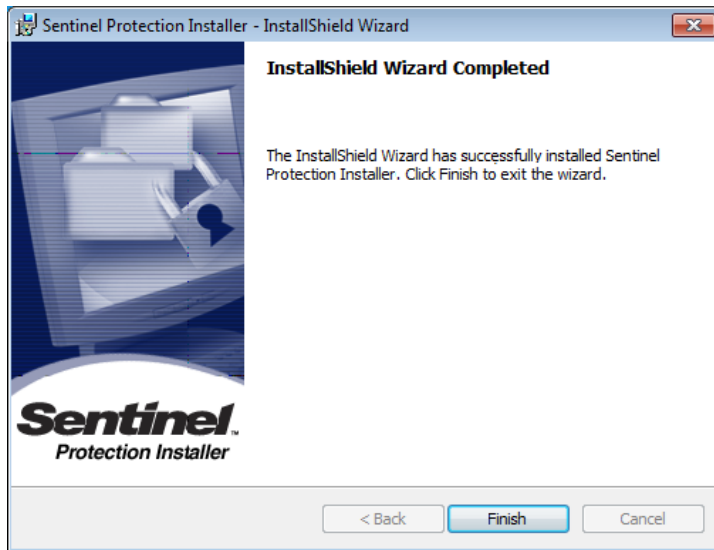 Sentinel Protection Installer - InstallShield Wizard
InstallShield Wizard Completed
The InstallShield Wizard has successfully installed Sentinel
Protection Installer. Click Finish to exit the wizard.
Sentinel™
Protection Installer
< Back
Finish
Cancel